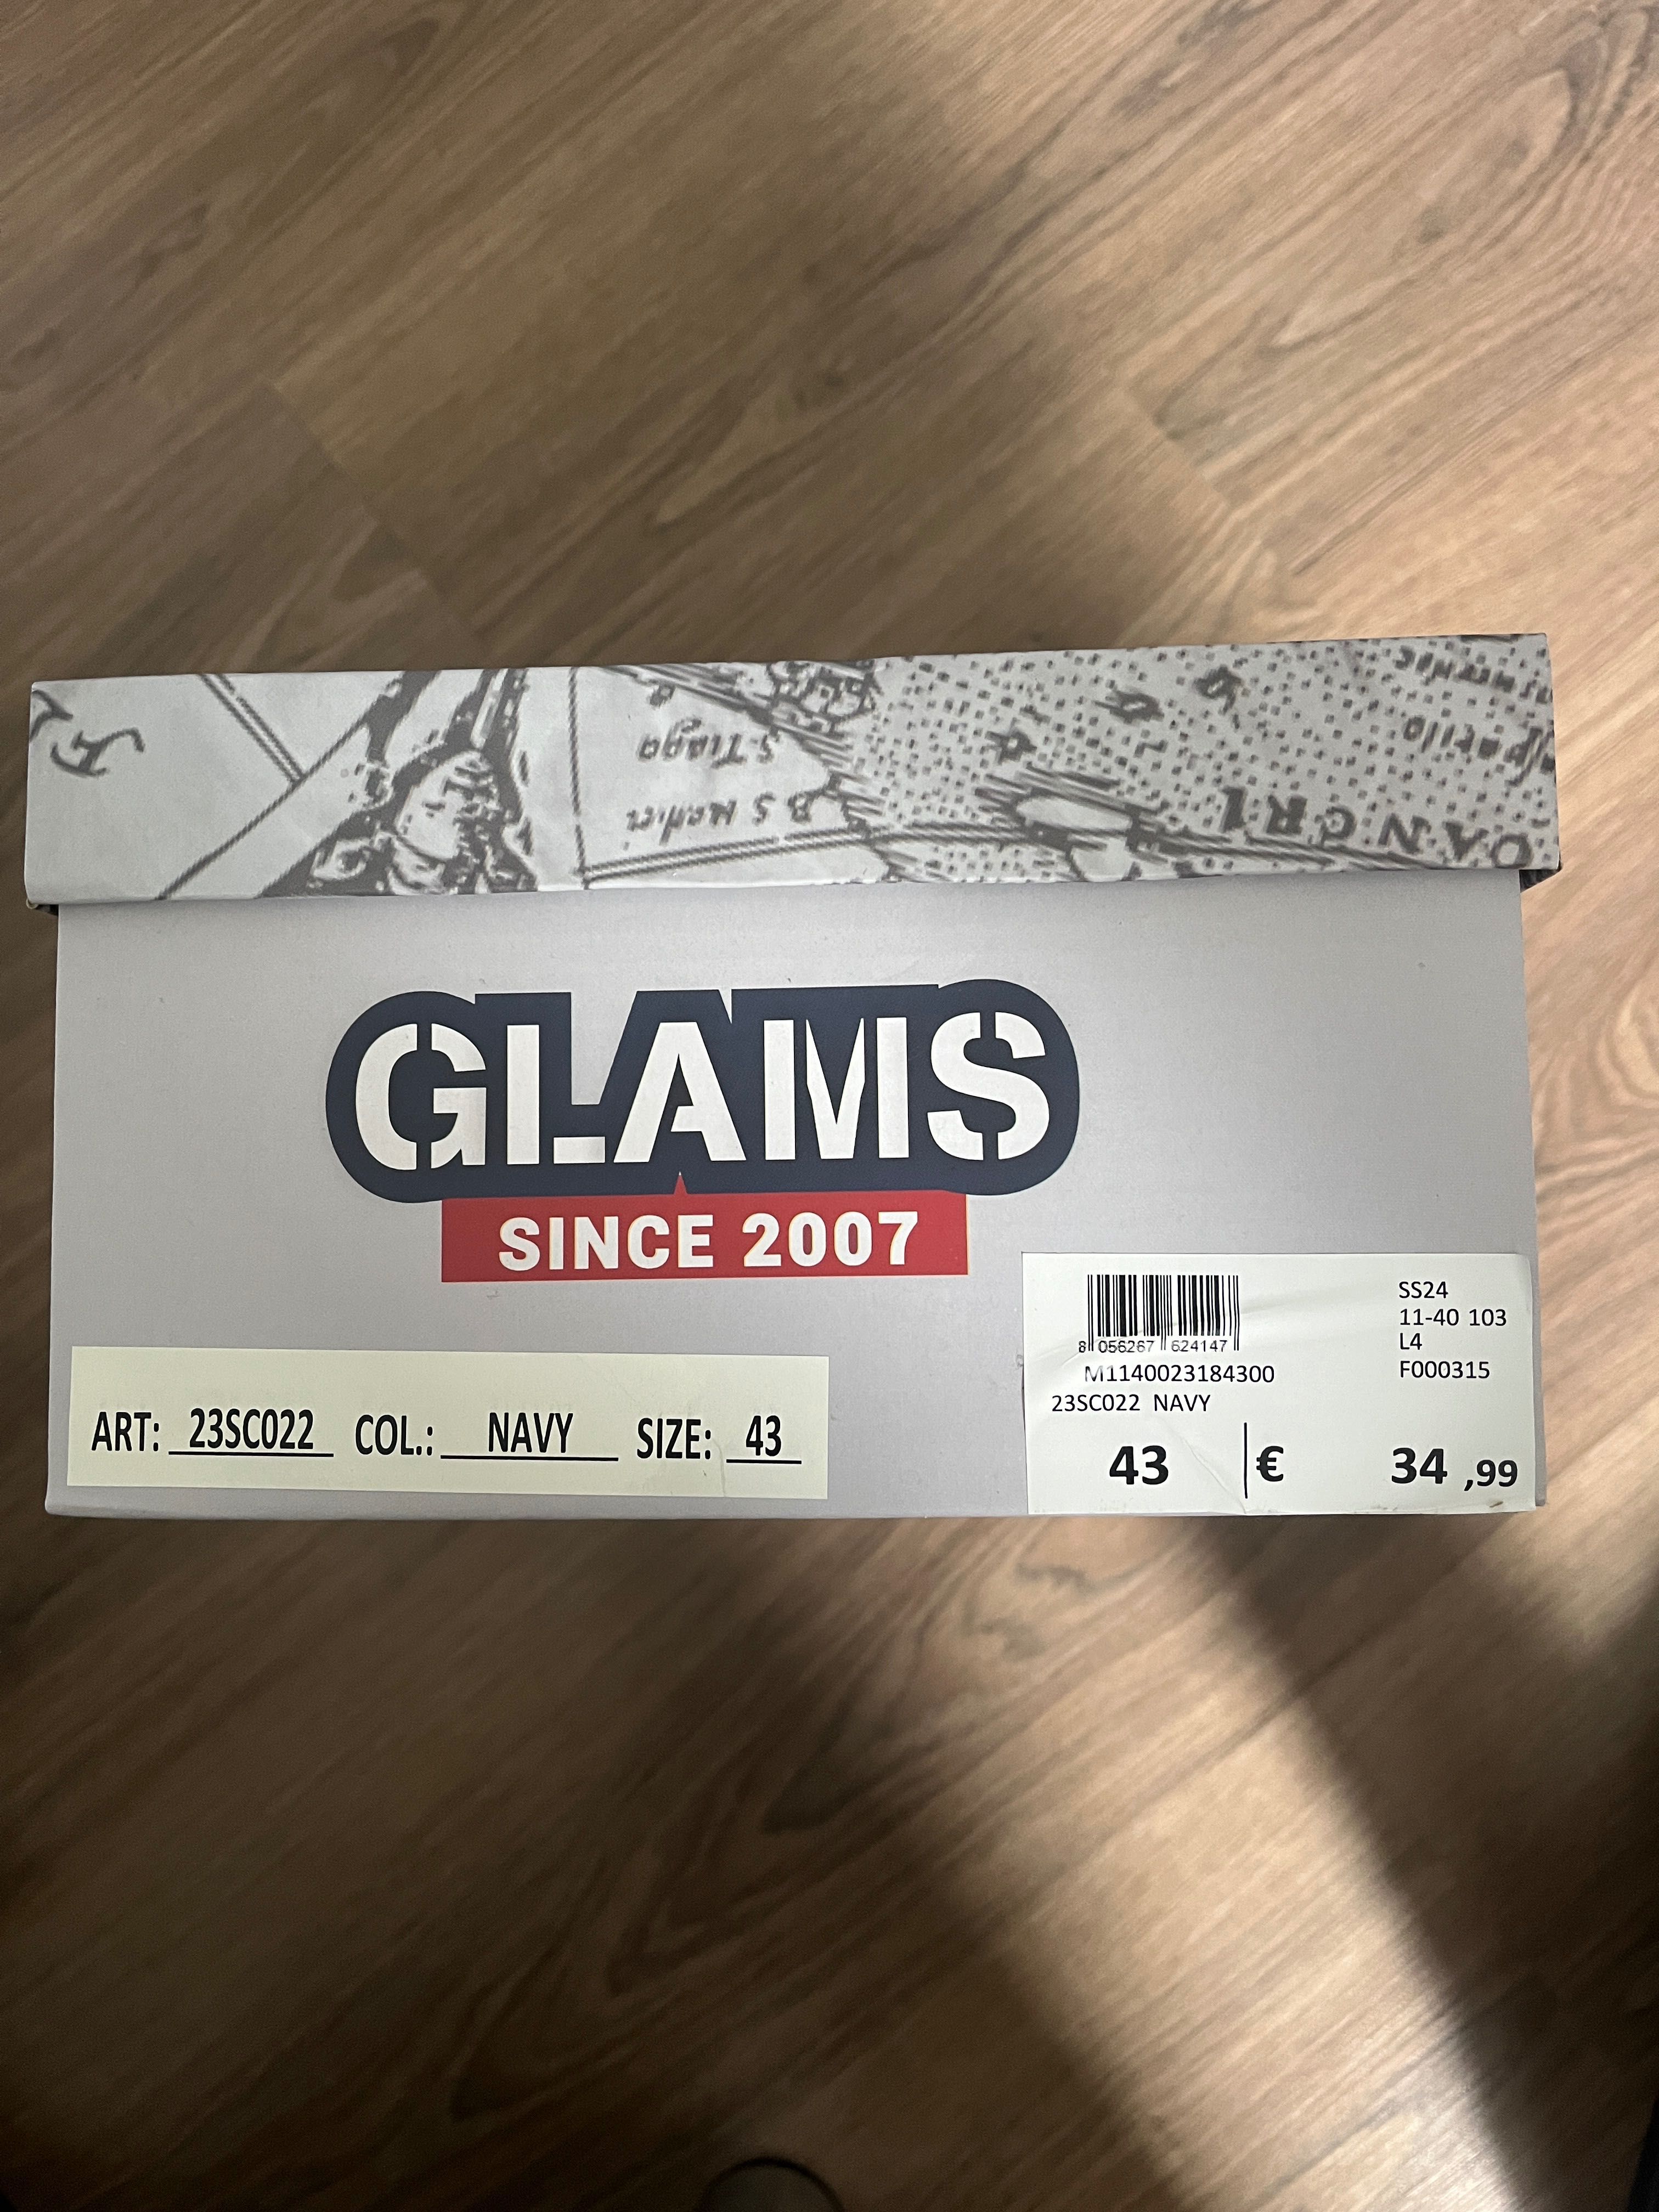 S. Tiago
CANCRI
GLAMS
SINCE 2007
ART: 23SC022 COL.: NAVY SIZE: 43
8 056267 624147
M1140023184300
23SC022 NAVY
SS24
11-40 103
L4
F000315
43 € 34 ,99